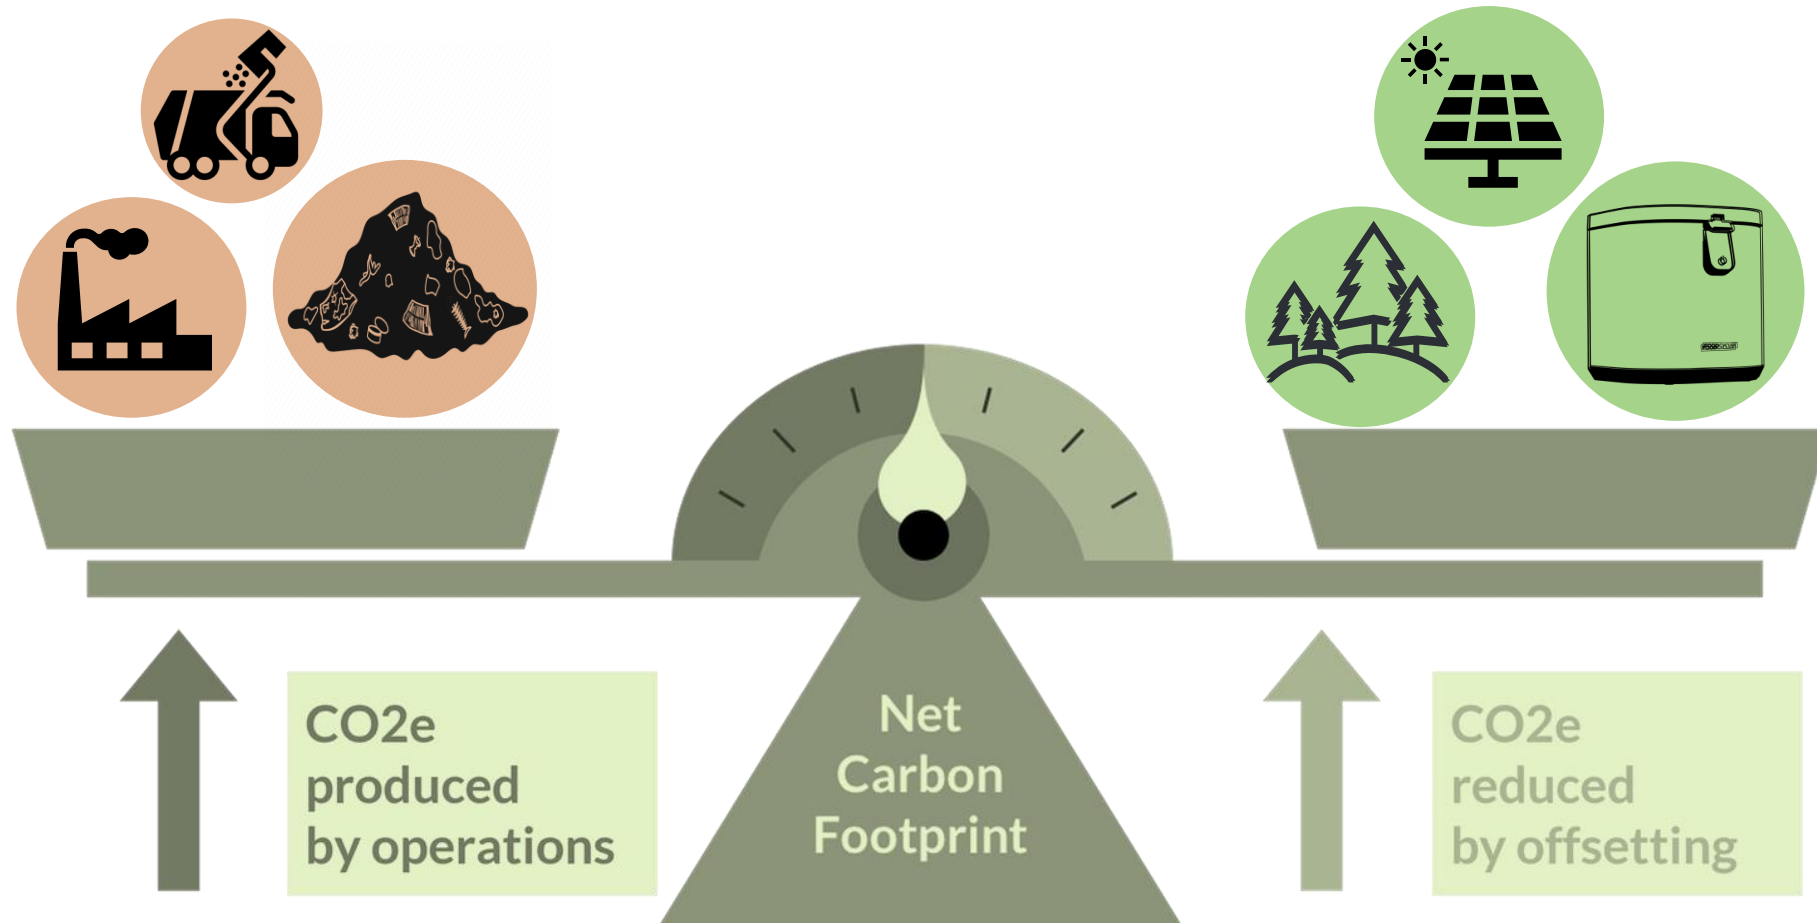 CO2e
produced
by operations
Net
Carbon
Footprint
CO2e
reduced
by offsetting